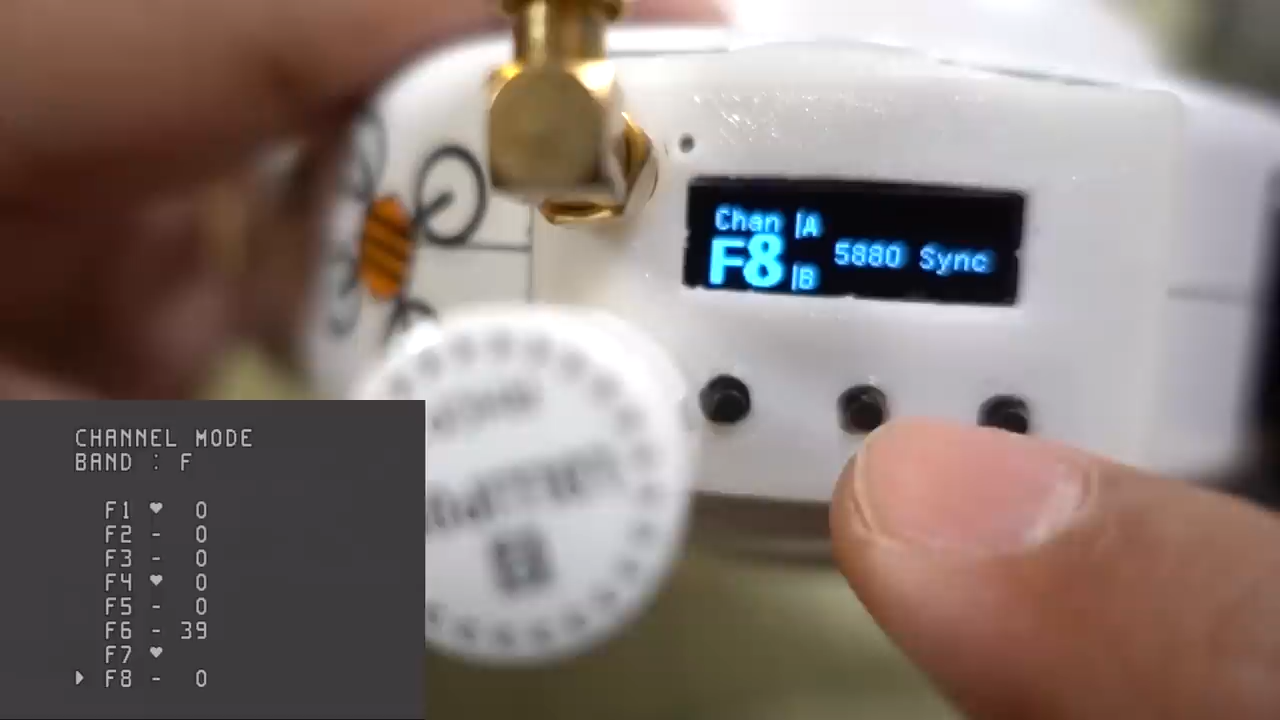 Chan |A
F8 |B
5880 Sync
CHANNEL MODE
BAND : F
F1 ♥ 0
F2 - 0
F3 - 0
F4 ♥ 0
F5 - 0
F6 - 39
F7 ♥
F8 - 0